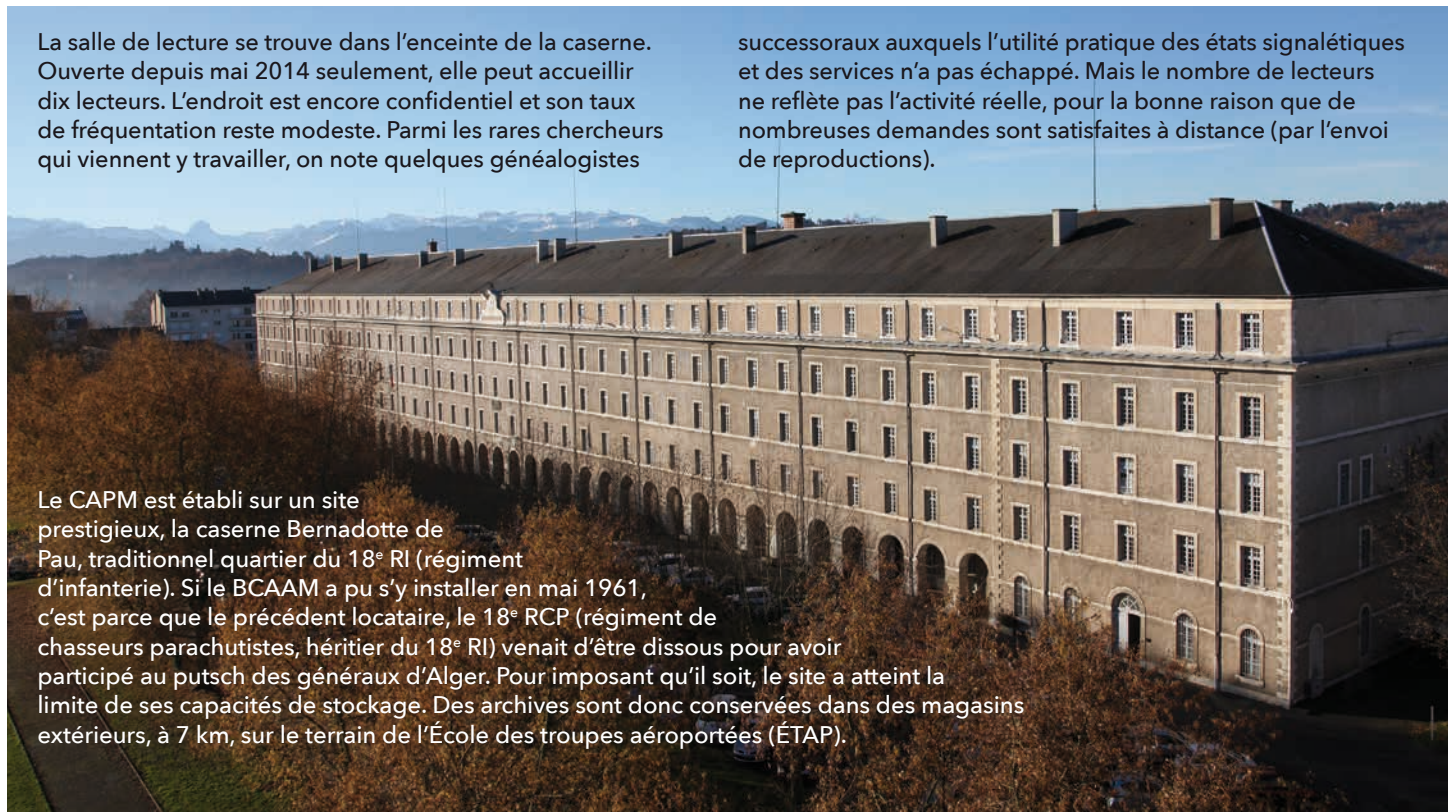 La salle de lecture se trouve dans l’enceinte de la caserne.
Ouverte depuis mai 2014 seulement, elle peut accueillir
dix lecteurs. L’endroit est encore confidentiel et son taux
de fréquentation reste modeste. Parmi les rares chercheurs
qui viennent y travailler, on note quelques généalogistes
successoraux auxquels l’utilité pratique des états signalétiques
et des services n’a pas échappé. Mais le nombre de lecteurs
ne reflète pas l’activité réelle, pour la bonne raison que de
nombreuses demandes sont satisfaites à distance (par l’envoi
de reproductions).
Le CAPM est établi sur un site
prestigieux, la caserne Bernadotte de
Pau, traditionnel quartier du 18e RI (régiment
d’infanterie). Si le BCAAM a pu s’y installer en mai 1961,
c’est parce que le précédent locataire, le 18e RCP (régiment de
chasseurs parachutistes, héritier du 18e RI) venait d’être dissous pour avoir
participé au putsch des généraux d’Alger. Pour imposant qu’il soit, le site a atteint la
limite de ses capacités de stockage. Des archives sont donc conservées dans des magasins
extérieurs, à 7 km, sur le terrain de l’École des troupes aéroportées (ÉTAP).